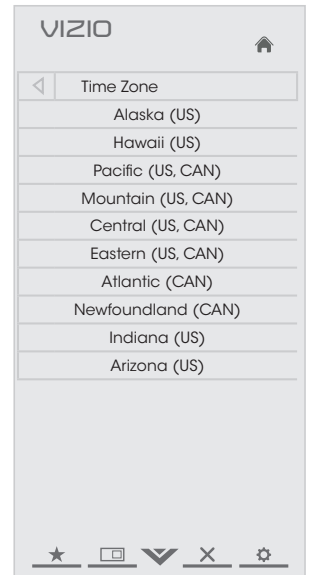 VIZIO
Time Zone
Alaska (US)
Hawaii (US)
Pacific (US, CAN)
Mountain (US, CAN)
Central (US, CAN)
Eastern (US, CAN)
Atlantic (CAN)
Newfoundland (CAN)
Indiana (US)
Arizona (US)